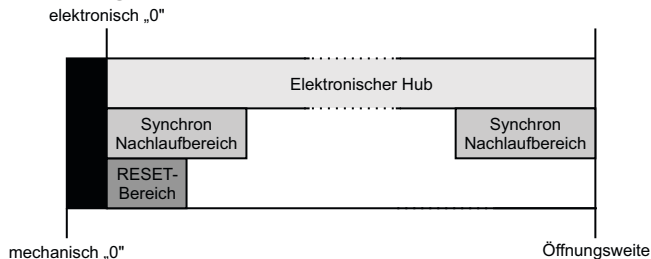 elektronisch „0"
Elektronischer Hub
Synchron
Nachlaufbereich
Synchron
Nachlaufbereich
RESET-
Bereich
mechanisch „0"
Öffnungsweite